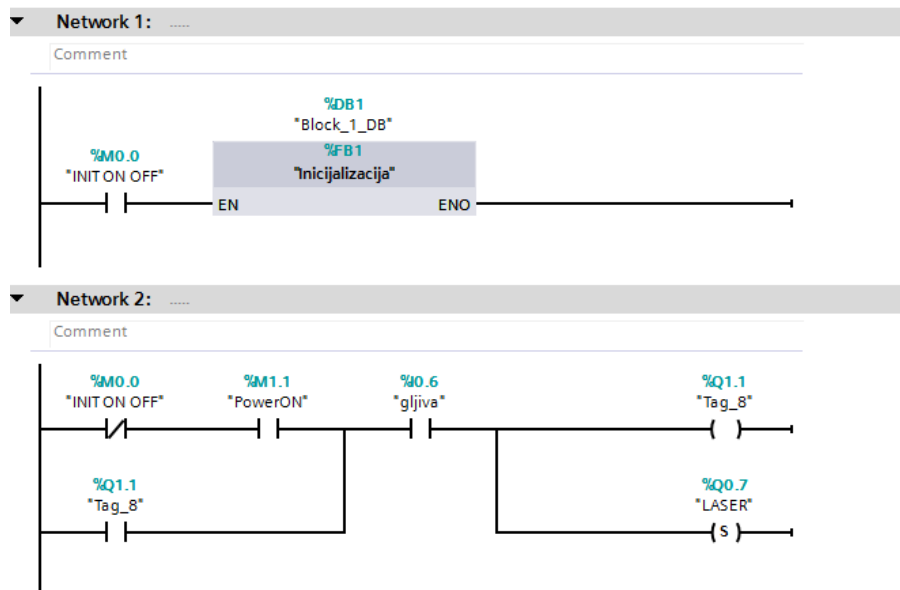 Network 1: .....
Comment
%DB1
"Block_1_DB"
%M0.0
"INIT ON OFF"
%FB1
"Inicijalizacija"
EN
ENO
Network 2: .....
Comment
%M0.0
"INIT ON OFF"
%M1.1
"PowerON"
%I0.6
"gljiva"
%Q1.1
"Tag_8"
%Q1.1
"Tag_8"
%Q0.7
"LASER"
S